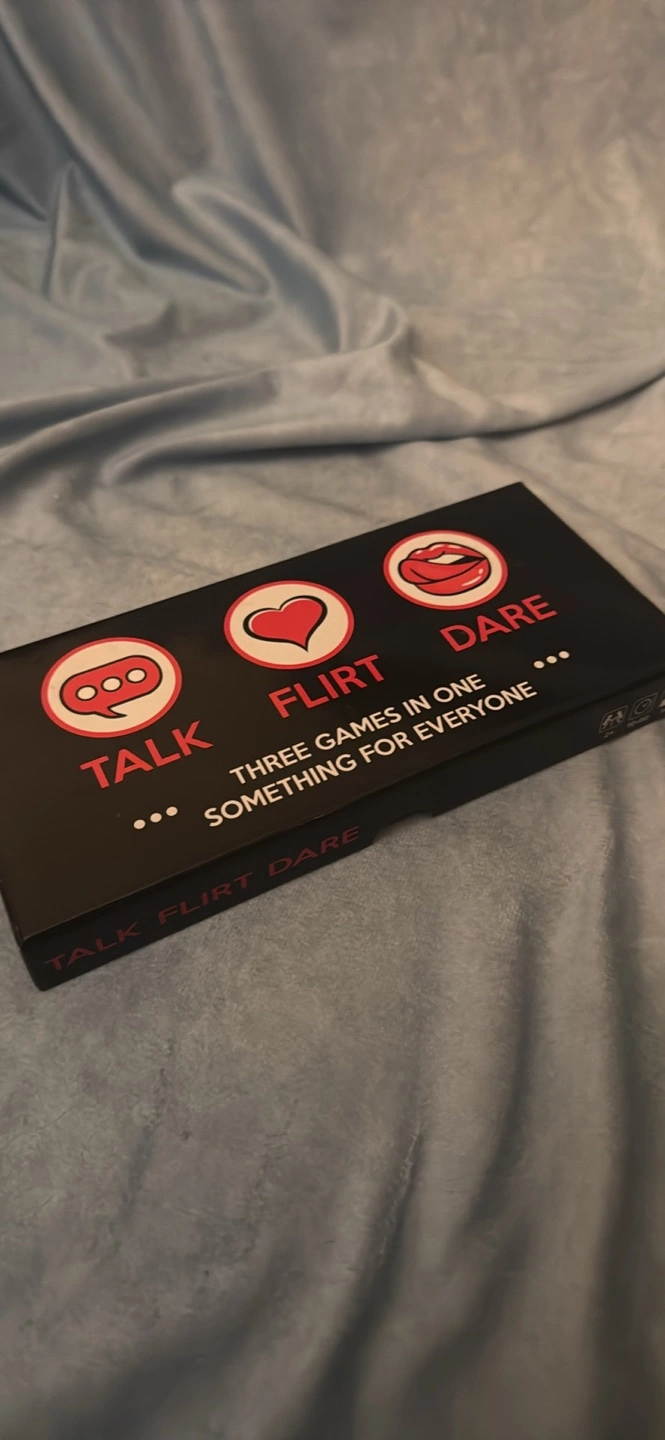 TALK
FLIRT
DARE
THREE GAMES IN ONE
SOMETHING FOR EVERYONE
TALK FLIRT DARE